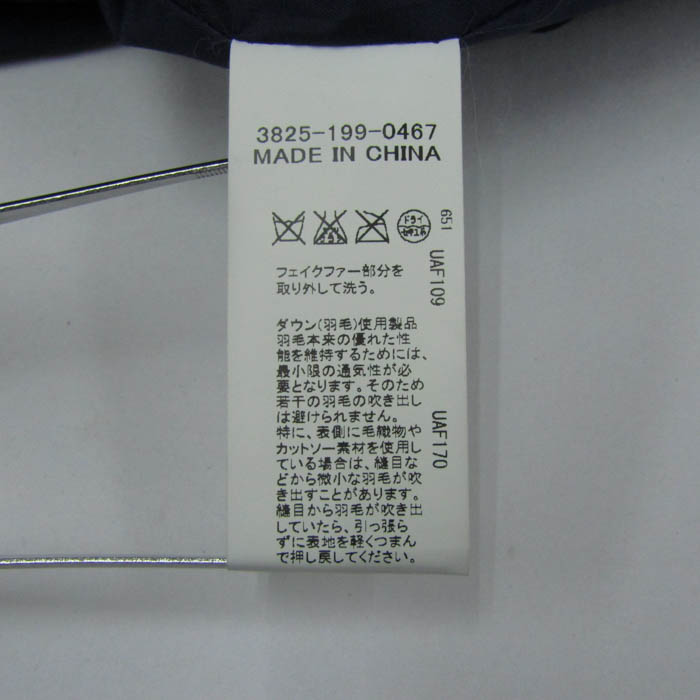 3825-199-0467
MADE IN CHINA
ドライ
セキユ系
フェイクファー部分を
取り外して洗う。
ダウン(羽毛)使用製品
羽毛本来の優れた性
能を維持するためには、
最小限の通気性が必
要となります。そのため
若干の羽毛の吹き出し
は避けられません。
特に、表側に毛織物や
カットソー素材を使用し
ている場合は、縫目な
どから微小な羽毛が吹
き出すことがあります。
縫目から羽毛が吹き出
していたら、引っ張ら
ずに表地を軽くつまん
で押し戻してください。
651
UAF109
UAF170